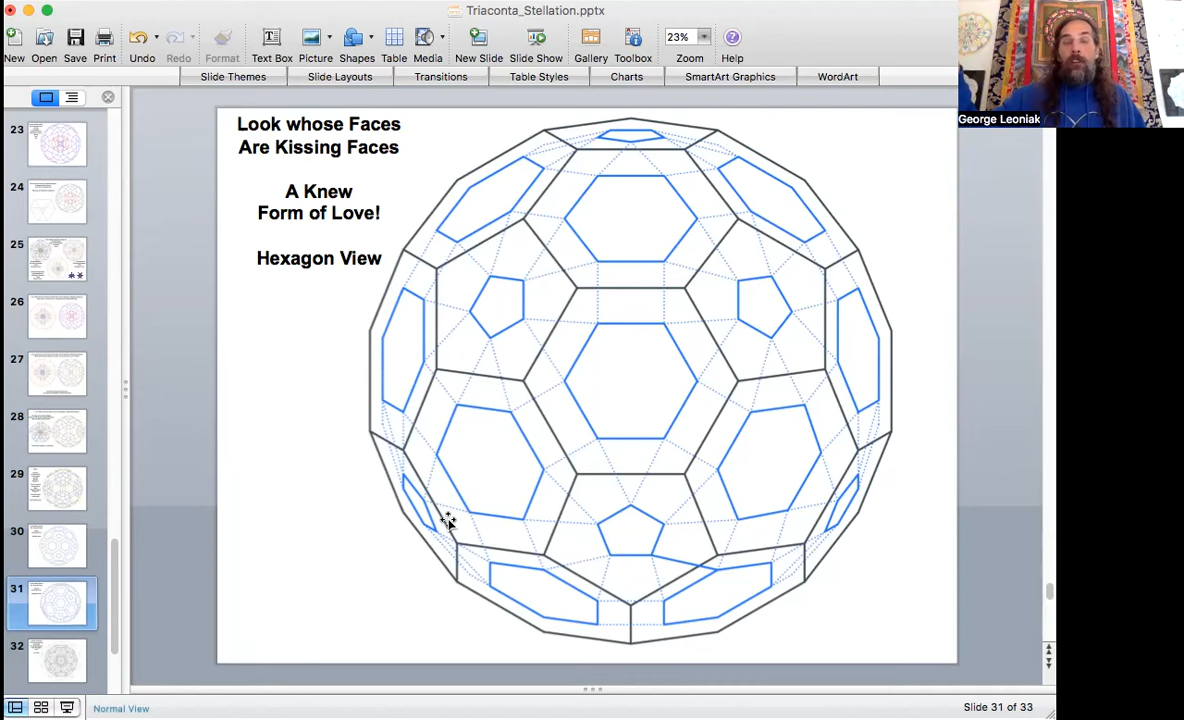 Triaconta_Stellation.pptx
New Open Save Print Undo Redo Format Text Box Picture Shapes Table Media New Slide Slide Show Gallery Toolbox Zoom Help
23%
Slide Themes Slide Layouts Transitions Table Styles Charts SmartArt Graphics WordArt
George Leoniak
23
24
25
26
27
28
29
30
31
32
Look whose Faces
Are Kissing Faces
A Knew
Form of Love!
Hexagon View
Normal View
Slide 31 of 33